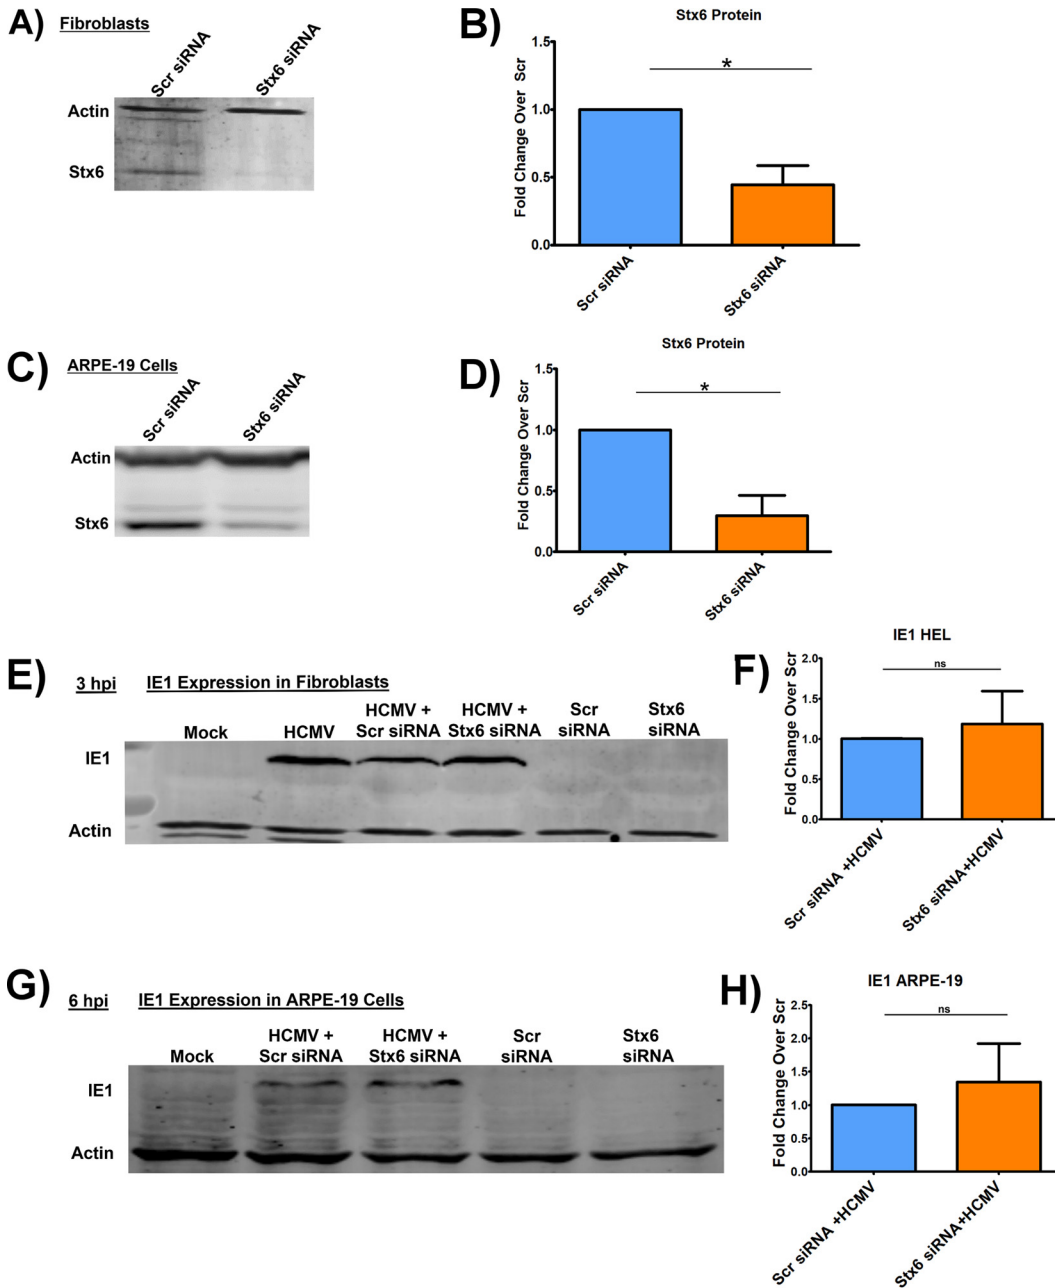 A) Fibroblasts
Scr siRNA
Stx6 siRNA
Actin
Stx6
B)
Stx6 Protein
Fold Change Over Scr
1.5
1.0
0.5
0.0
*
Scr siRNA
Stx6 siRNA
C) ARPE-19 Cells
Scr siRNA
Stx6 siRNA
Actin
Stx6
D)
Stx6 Protein
Fold Change Over Scr
1.5
1.0
0.5
0.0
*
Scr siRNA
Stx6 siRNA
E) 3 hpi IE1 Expression in Fibroblasts
Mock
HCMV
HCMV +
Scr siRNA
HCMV +
Stx6 siRNA
Scr
siRNA
Stx6
siRNA
IE1
Actin
F)
IE1 HEL
Fold Change Over Scr
2.0
1.5
1.0
0.5
0.0
ns
Scr siRNA +HCMV
Stx6 siRNA+HCMV
G) 6 hpi IE1 Expression in ARPE-19 Cells
Mock
HCMV +
Scr siRNA
HCMV +
Stx6 siRNA
Scr
siRNA
Stx6
siRNA
IE1
Actin
H)
IE1 ARPE-19
Fold Change Over Scr
2.5
2.0
1.5
1.0
0.5
0.0
ns
Scr siRNA +HCMV
Stx6 siRNA+HCMV